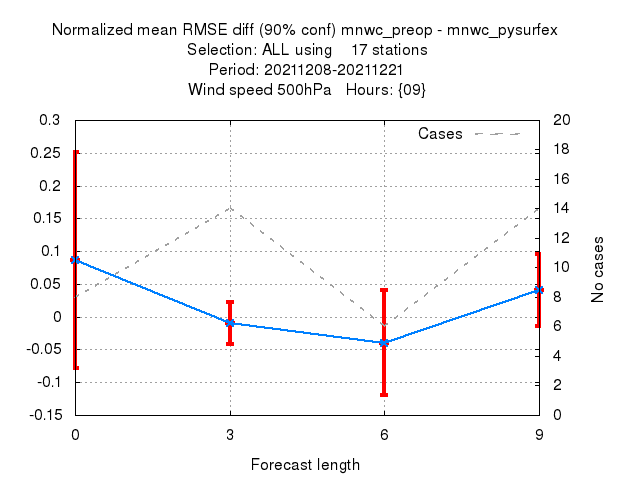 Normalized mean RMSE diff (90% conf) mnwc_preop - mnwc_pysurfex
Selection: ALL using 17 stations
Period: 20211208-20211221
Wind speed 500hPa Hours: {09}
Cases
0.3
0.25
0.2
0.15
0.1
0.05
0
-0.05
-0.1
-0.15
20
18
16
14
12
10
8
6
4
2
0
No cases
0 3 6 9
Forecast length